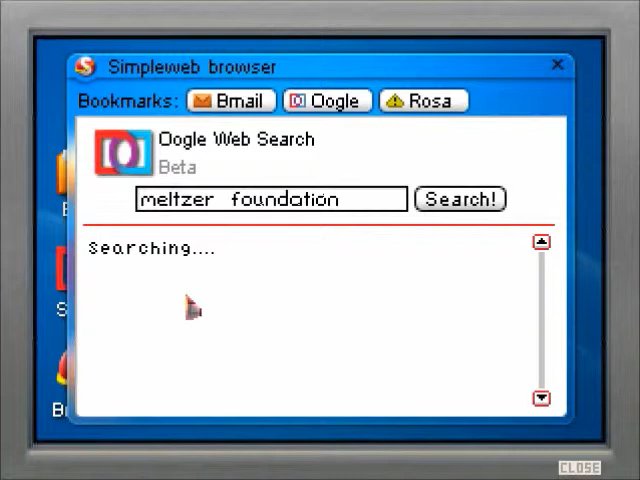 Simpleweb browser
Bookmarks: Bmail Oogle Rosa
Oogle Web Search
Beta
meltzer foundation Search!
Searching....
CLOSE